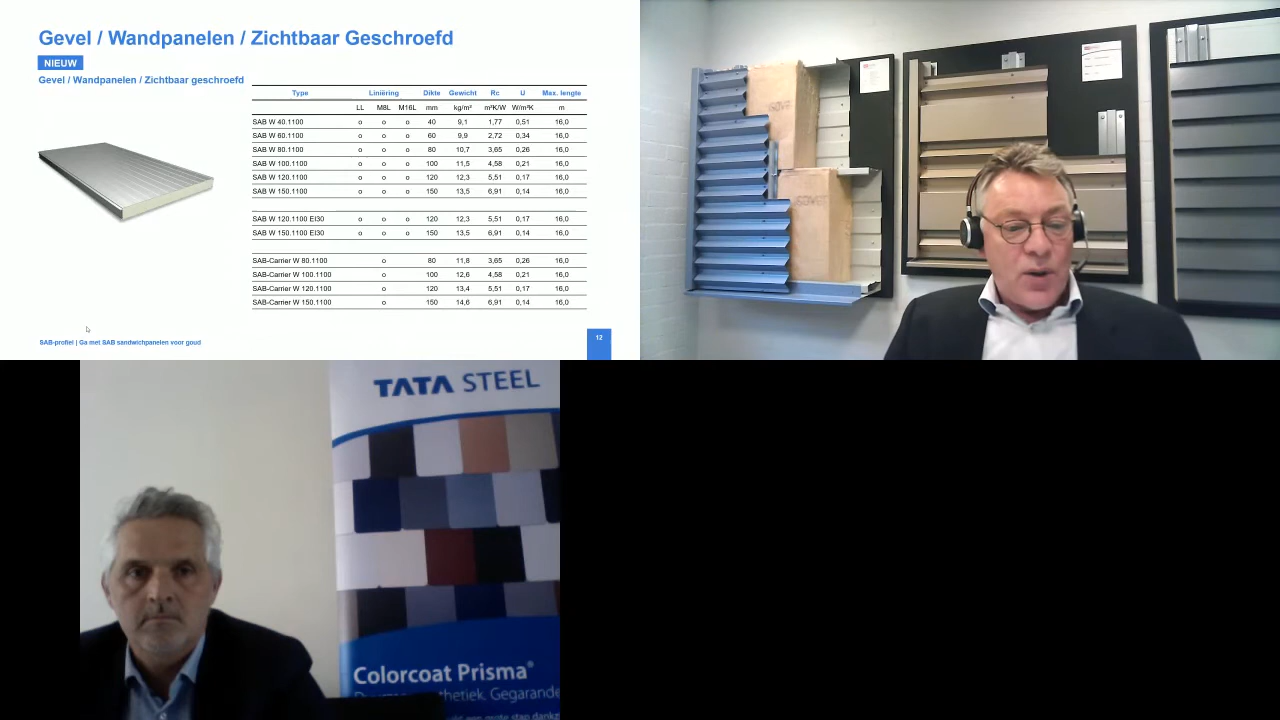 Gevel / Wandpanelen / Zichtbaar Geschroefd
NIEUW
Gevel / Wandpanelen / Zichtbaar geschroefd
Type Liniëring Dikte Gewicht Rc U Max. lengte
LL M8L M16L mm kg/m² m²K/W W/m²K m
SAB W 40.1100 o o o 40 9,1 1,77 0,51 16,0
SAB W 60.1100 o o o 60 9,9 2,72 0,34 16,0
SAB W 80.1100 o o o 80 10,7 3,65 0,26 16,0
SAB W 100.1100 o o o 100 11,5 4,58 0,21 16,0
SAB W 120.1100 o o o 120 12,3 5,51 0,17 16,0
SAB W 150.1100 o o o 150 13,5 6,91 0,14 16,0
SAB W 120.1100 EI30 o o o 120 12,3 5,51 0,17 16,0
SAB W 150.1100 EI30 o o o 150 13,5 6,91 0,14 16,0
SAB-Carrier W 80.1100 o 80 11,8 3,65 0,26 16,0
SAB-Carrier W 100.1100 o 100 12,6 4,58 0,21 16,0
SAB-Carrier W 120.1100 o 120 13,4 5,51 0,17 16,0
SAB-Carrier W 150.1100 o 150 14,6 6,91 0,14 16,0
SAB-profiel | Ga met SAB sandwichpanelen voor goud
12
TATA STEEL
Colorcoat Prisma®
Gegarande
een grote stap dankz